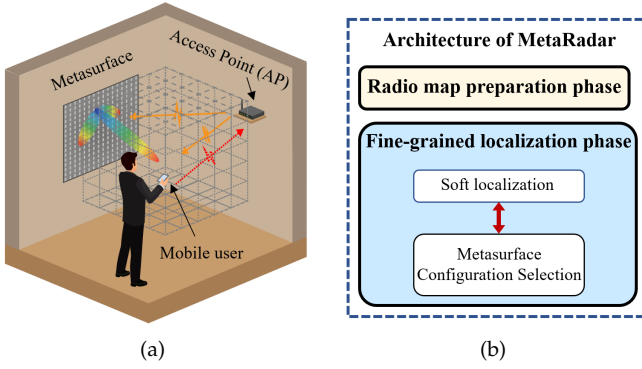 Access Point (AP)
Metasurface
Mobile user
(a)
Architecture of MetaRadar
Radio map preparation phase
Fine-grained localization phase
Soft localization
Metasurface
Configuration Selection
(b)